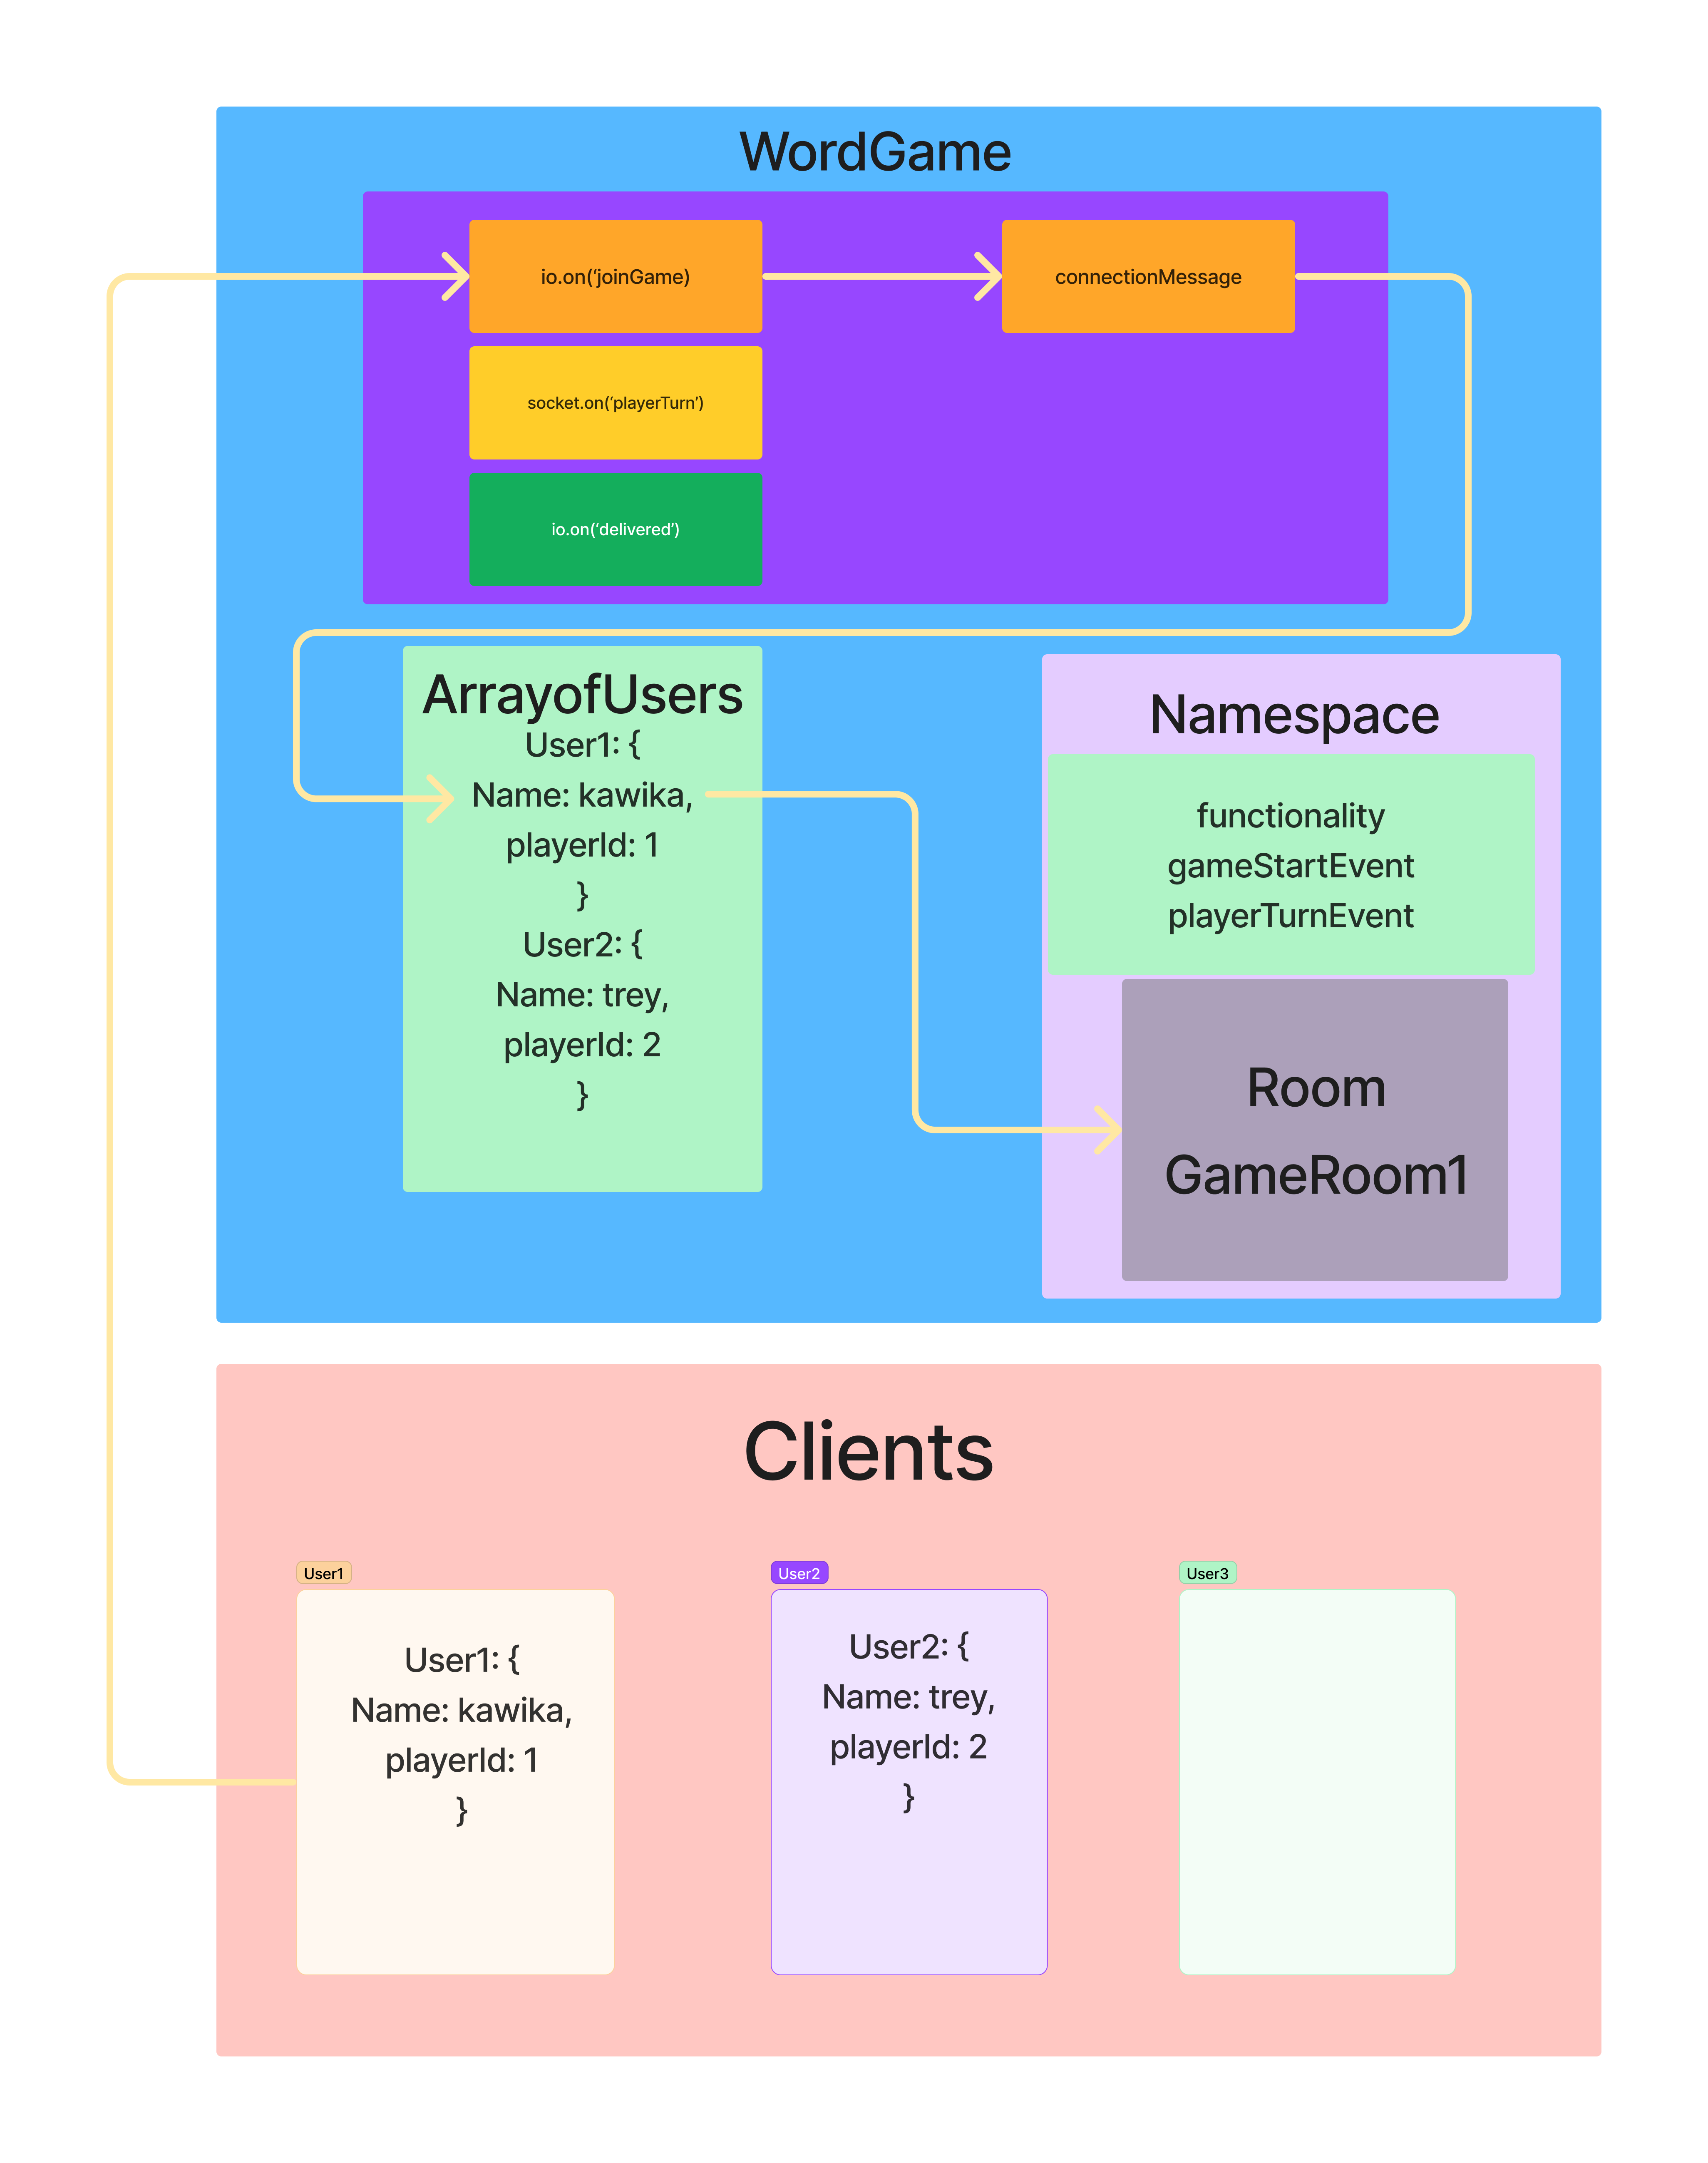 WordGame
io.on(‘joinGame)
connectionMessage
socket.on(‘playerTurn’)
io.on(‘delivered’)
ArrayofUsers
User1: {
Name: kawika,
playerId: 1
}
User2: {
Name: trey,
playerId: 2
}
Namespace
functionality
gameStartEvent
playerTurnEvent
Room
GameRoom1
Clients
User1
User1: {
Name: kawika,
playerId: 1
}
User2
User2: {
Name: trey,
playerId: 2
}
User3